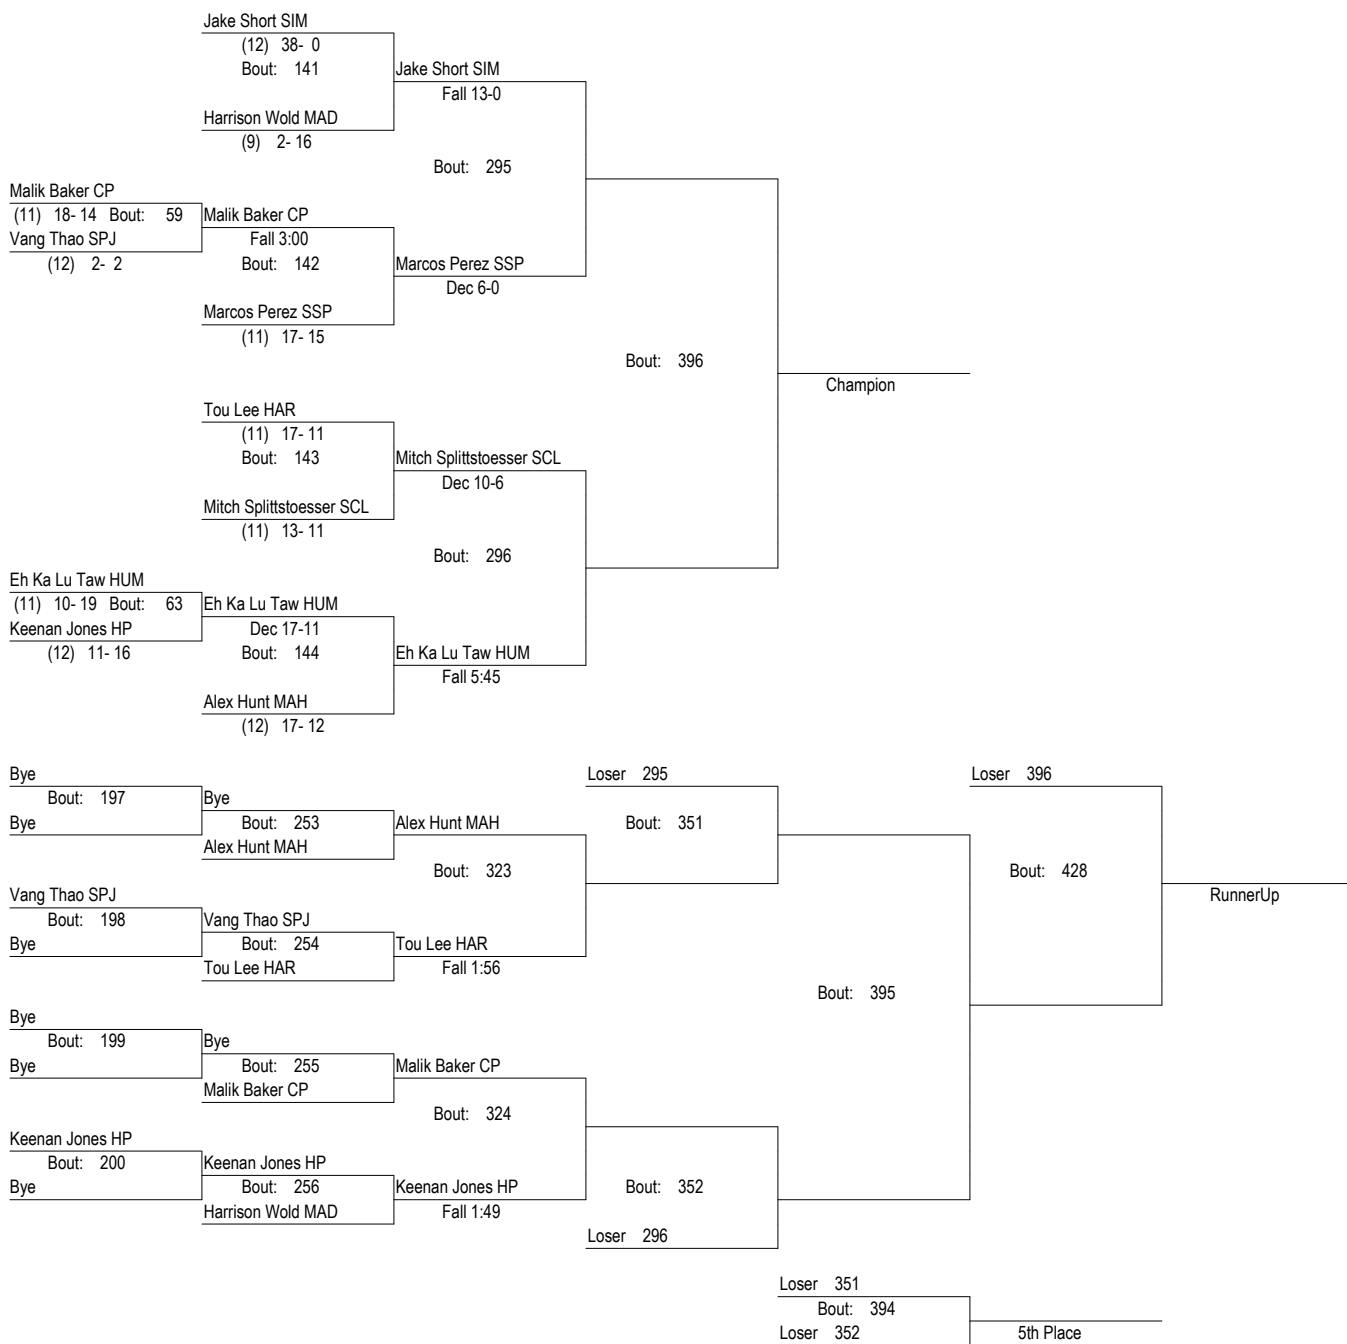 Jake Short SIM
(12) 38- 0
Bout: 141
Jake Short SIM
Fall 13-0
Harrison Wold MAD
(9) 2- 16
Bout: 295
Malik Baker CP
(11) 18- 14 Bout: 59
Malik Baker CP
Vang Thao SPJ
Fall 3:00
(12) 2- 2
Bout: 142
Marcos Perez SSP
Dec 6-0
Marcos Perez SSP
(11) 17- 15
Bout: 396
Champion
Tou Lee HAR
(11) 17- 11
Bout: 143
Mitch Splittstoesser SCL
Dec 10-6
Mitch Splittstoesser SCL
(11) 13- 11
Bout: 296
Eh Ka Lu Taw HUM
(11) 10- 19 Bout: 63
Eh Ka Lu Taw HUM
Keenan Jones HP
Dec 17-11
(12) 11- 16
Bout: 144
Eh Ka Lu Taw HUM
Fall 5:45
Alex Hunt MAH
(12) 17- 12
Bye
Loser 295
Loser 396
Bout: 197
Bye
Bye
Bout: 253
Alex Hunt MAH
Bout: 351
Alex Hunt MAH
Bout: 323
Bout: 428
Vang Thao SPJ
RunnerUp
Bout: 198
Vang Thao SPJ
Bye
Bout: 254
Tou Lee HAR
Tou Lee HAR
Fall 1:56
Bout: 395
Bye
Bout: 199
Bye
Bye
Bout: 255
Malik Baker CP
Malik Baker CP
Bout: 324
Keenan Jones HP
Bout: 200
Keenan Jones HP
Bye
Bout: 256
Keenan Jones HP
Bout: 352
Harrison Wold MAD
Fall 1:49
Loser 296
Loser 351
Bout: 394
Loser 352
5th Place